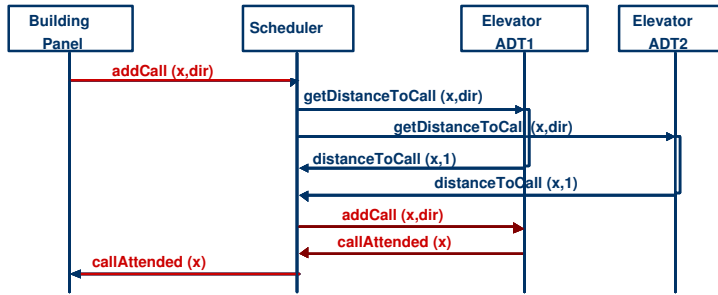 Building
Panel
Scheduler
Elevator
ADT1
Elevator
ADT2
addCall (x,dir)
getDistanceToCall (x,dir)
getDistanceToCall (x,dir)
distanceToCall (x,1)
distanceToCall (x,1)
addCall (x,dir)
callAttended (x)
callAttended (x)